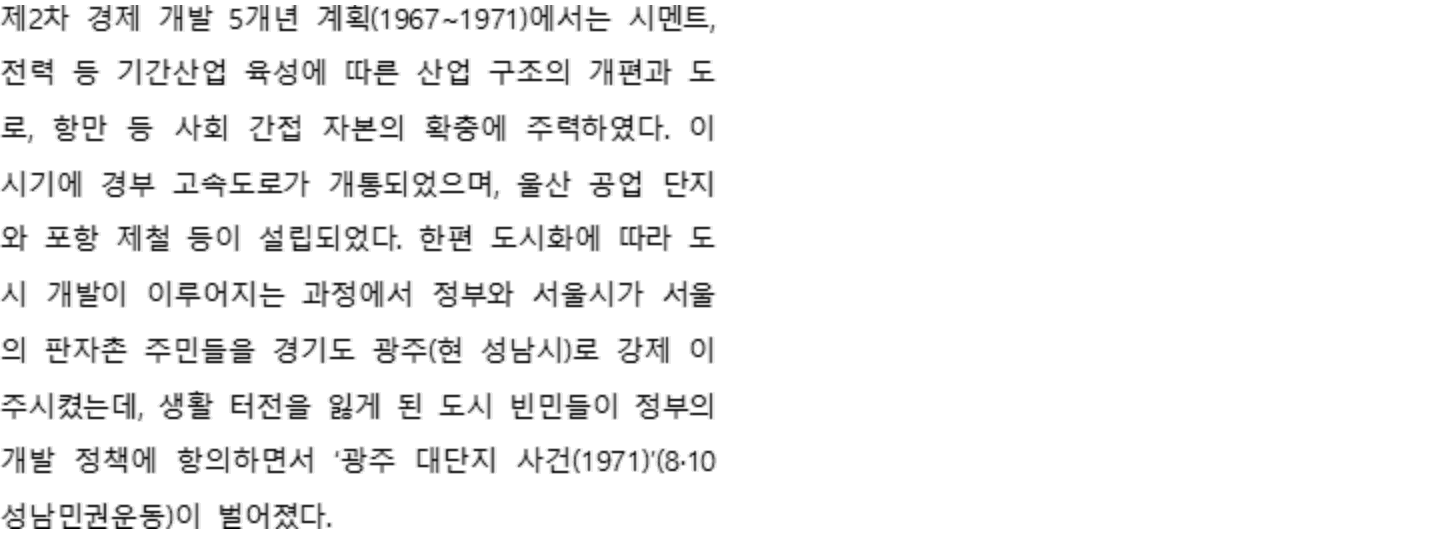 제2차 경제 개발 5개년 계획(1967~1971)에서는 시멘트,
전력 등 기간산업 육성에 따른 산업 구조의 개편과 도
로, 항만 등 사회 간접 자본의 확충에 주력하였다. 이
시기에 경부 고속도로가 개통되었으며, 울산 공업 단지
와 포항 제철 등이 설립되었다. 한편 도시화에 따라 도
시 개발이 이루어지는 과정에서 정부와 서울시가 서울
의 판자촌 주민들을 경기도 광주(현 성남시)로 강제 이
주시켰는데, 생활 터전을 잃게 된 도시 빈민들이 정부의
개발 정책에 항의하면서 ‘광주 대단지 사건(1971)’(8·10
성남민권운동)이 벌어졌다.